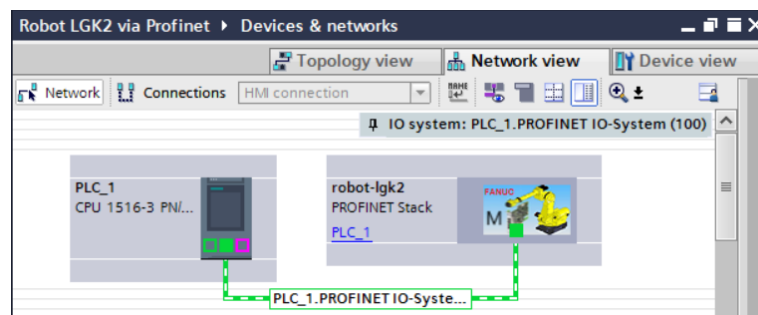 Robot LGK2 via Profinet ▸ Devices & networks
Topology view Network view Device view
Network Connections HMI connection
IO system: PLC_1.PROFINET IO-System (100)
PLC_1
CPU 1516-3 PN/...
robot-lgk2
PROFINET Stack
PLC_1
FANUC
M
PLC_1.PROFINET IO-Syste...